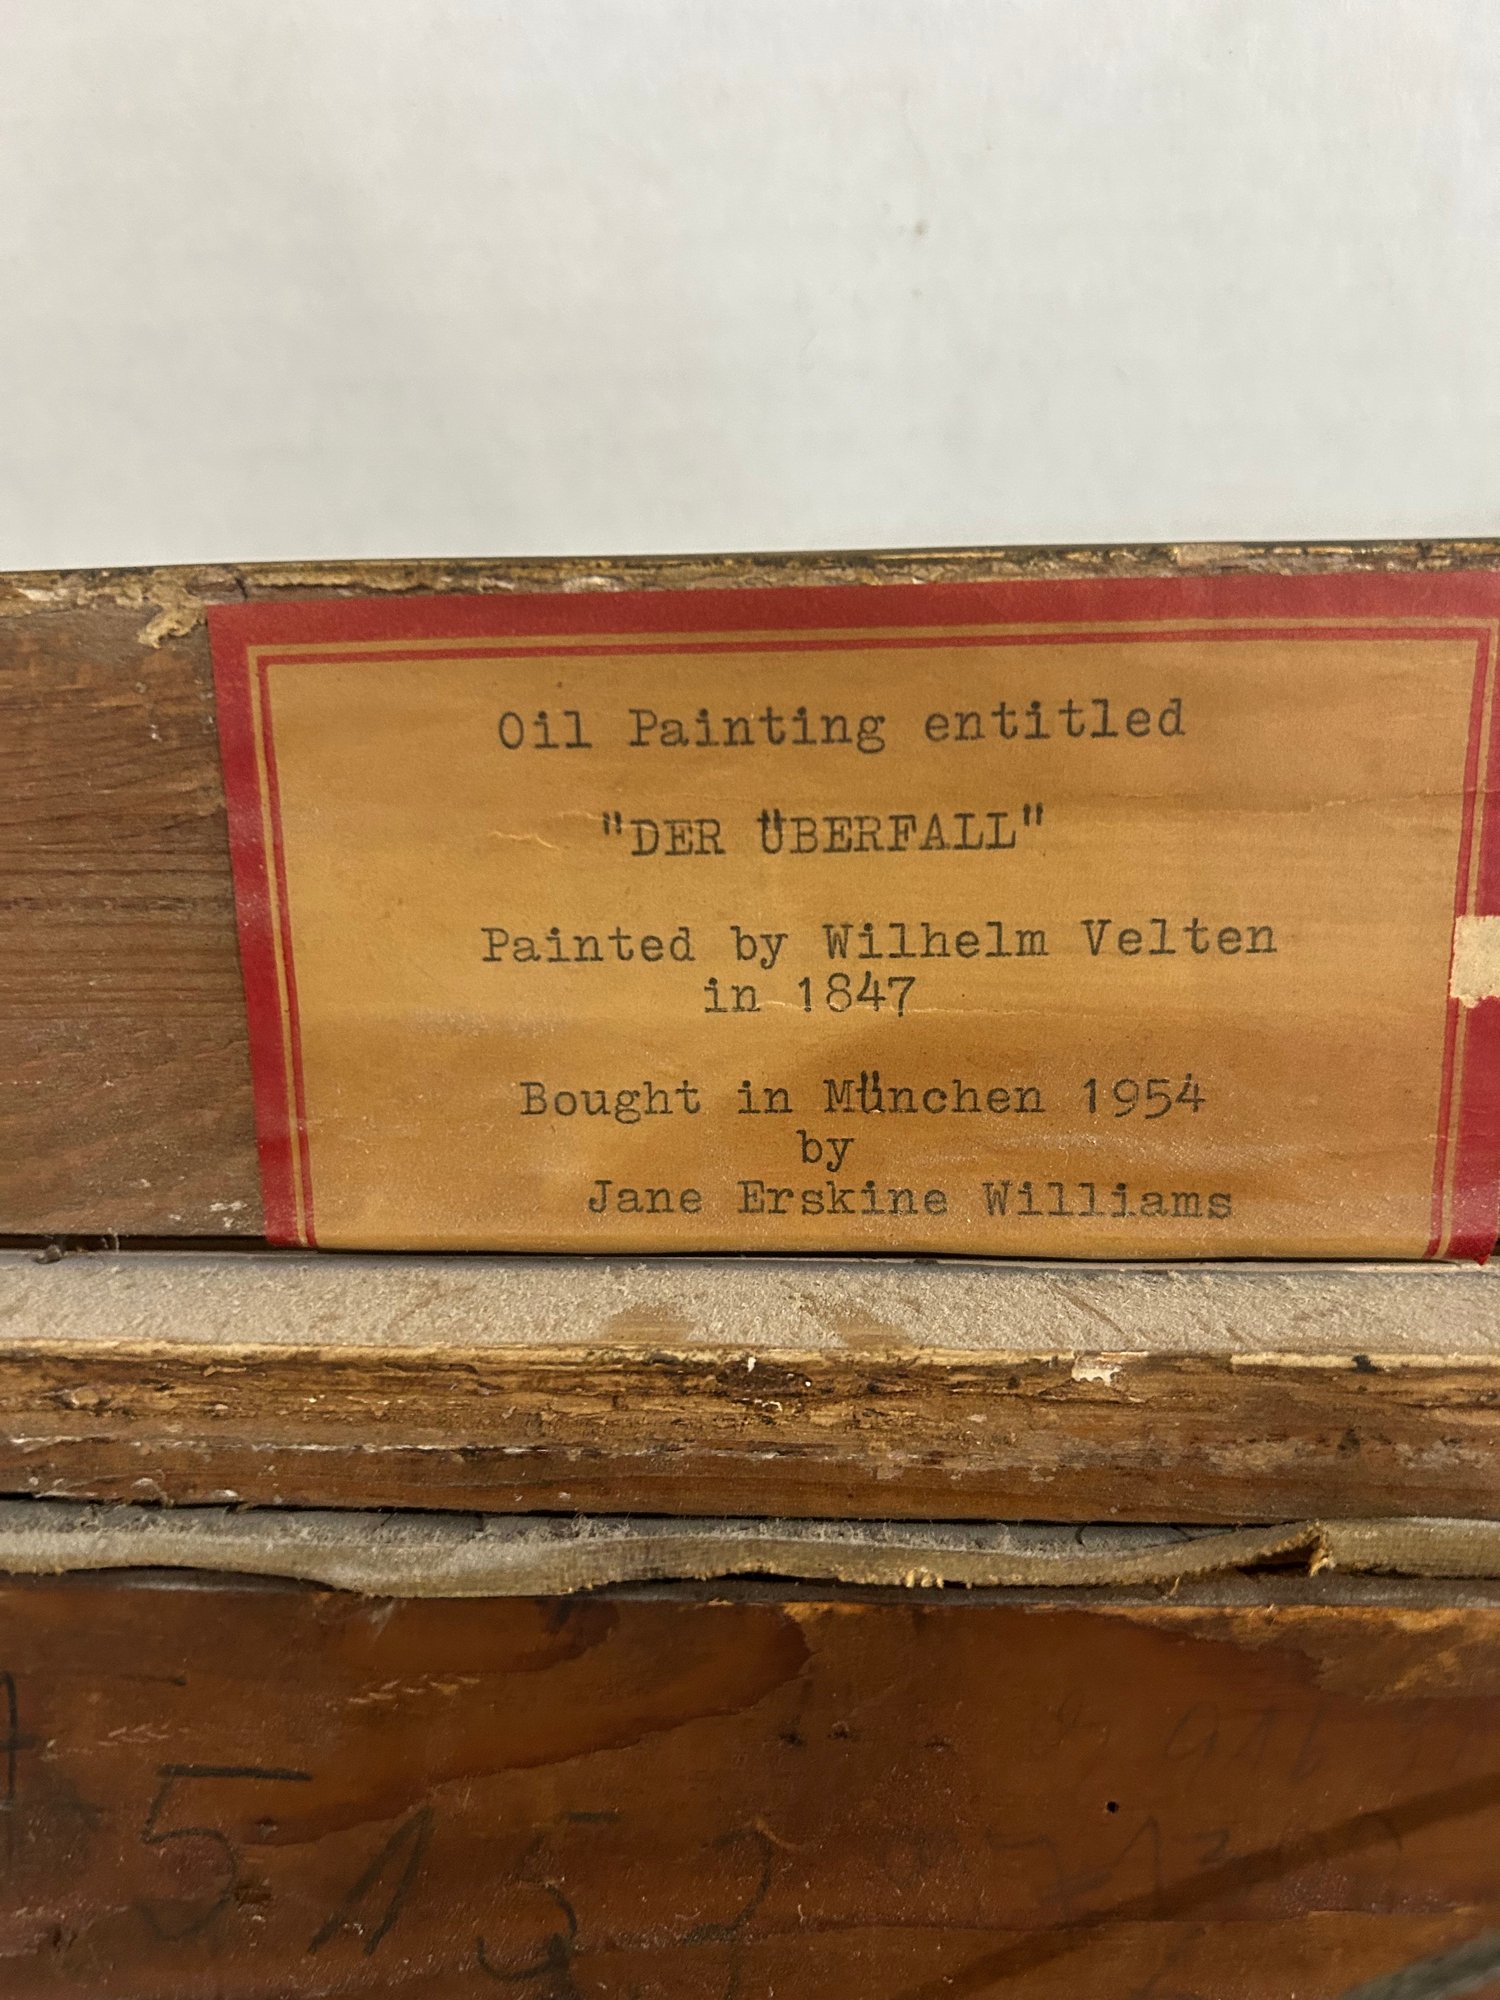 Oil Painting entitled
"DER ÜBERFALL"
Painted by Wilhelm Velten
in 1847
Bought in München 1954
by
Jane Erskine Williams